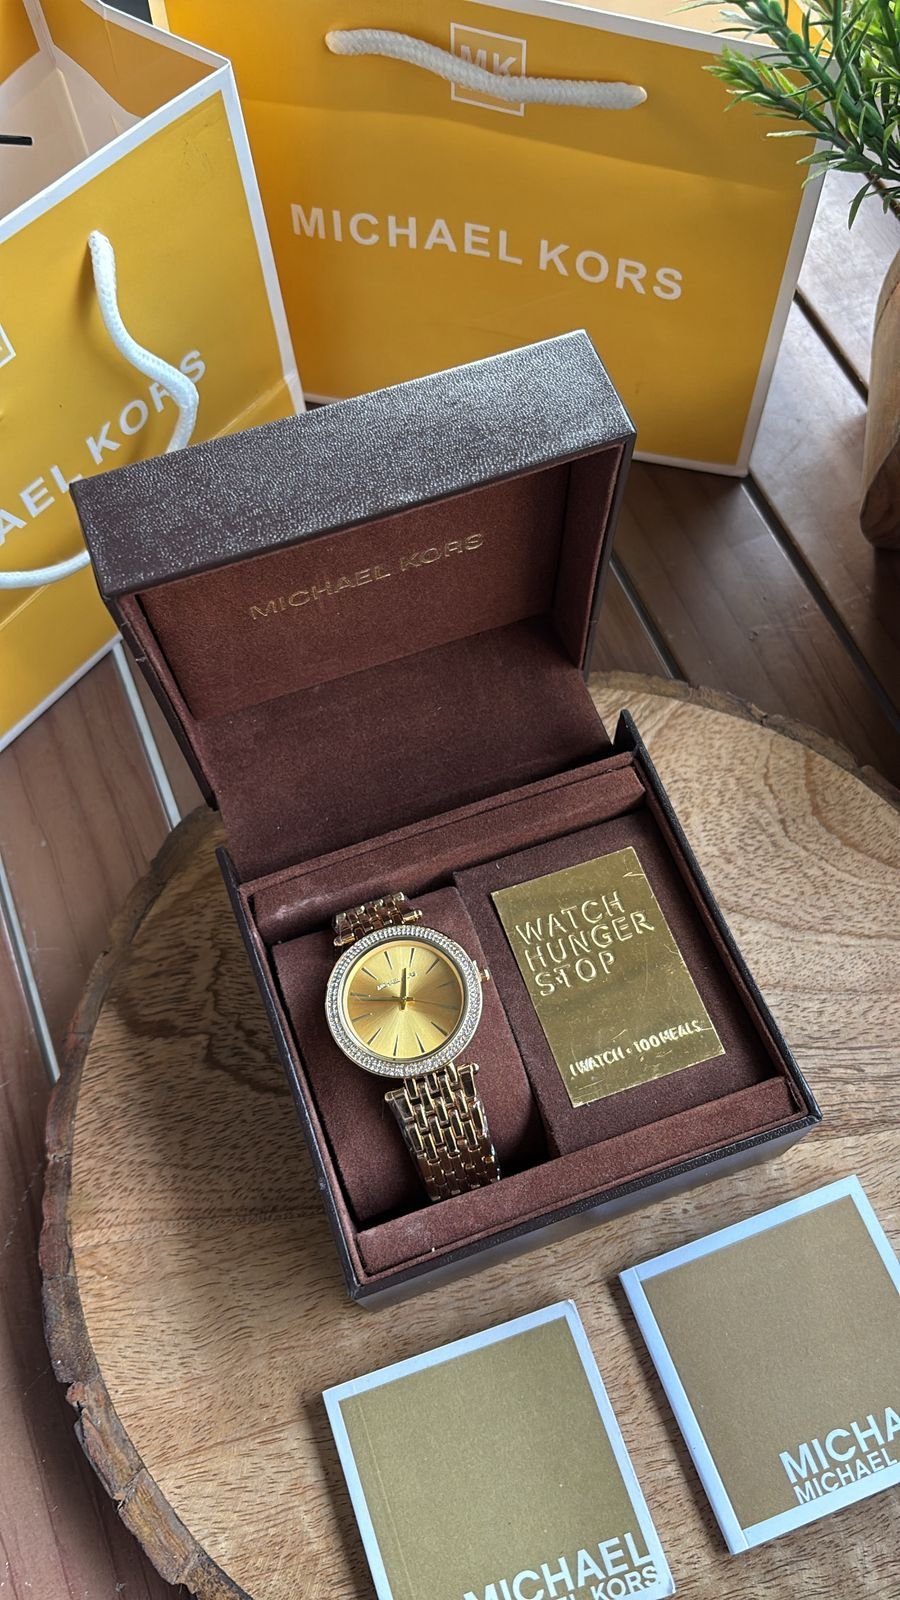 MK
MICHAEL KORS
AEL KORS
MICHAEL KORS
MICHAEL KORS
WATCH
HUNGER
STOP
1 WATCH = 100 MEALS
MICHA
MICHAEL
MICHAEL
L KORS